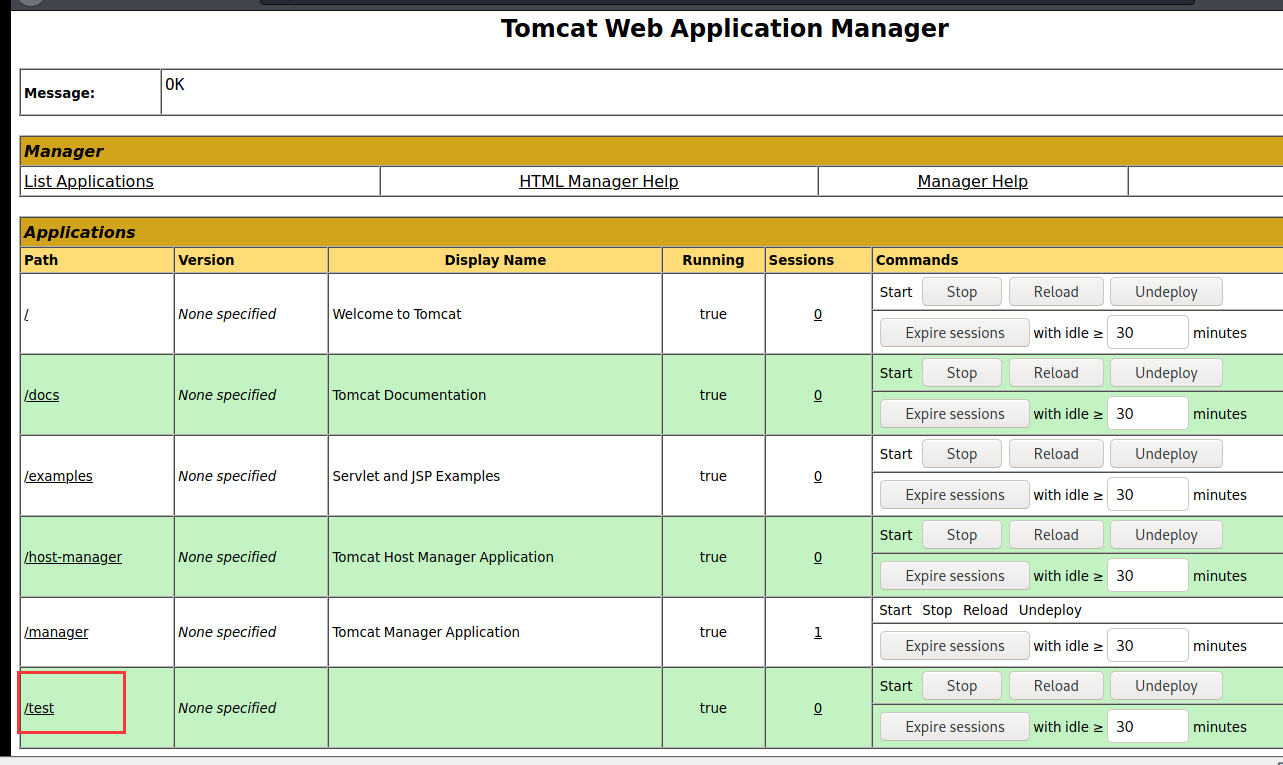 Tomcat Web Application Manager
Message: OK
Manager
List Applications HTML Manager Help Manager Help
Applications
Path Version Display Name Running Sessions Commands
Start Stop Reload Undeploy
/ None specified Welcome to Tomcat true 0
Expire sessions with idle ≥ 30 minutes
Start Stop Reload Undeploy
/docs None specified Tomcat Documentation true 0
Expire sessions with idle ≥ 30 minutes
Start Stop Reload Undeploy
/examples None specified Servlet and JSP Examples true 0
Expire sessions with idle ≥ 30 minutes
Start Stop Reload Undeploy
/host-manager None specified Tomcat Host Manager Application true 0
Expire sessions with idle ≥ 30 minutes
Start Stop Reload Undeploy
/manager None specified Tomcat Manager Application true 1
Expire sessions with idle ≥ 30 minutes
Start Stop Reload Undeploy
/test None specified true 0
Expire sessions with idle ≥ 30 minutes